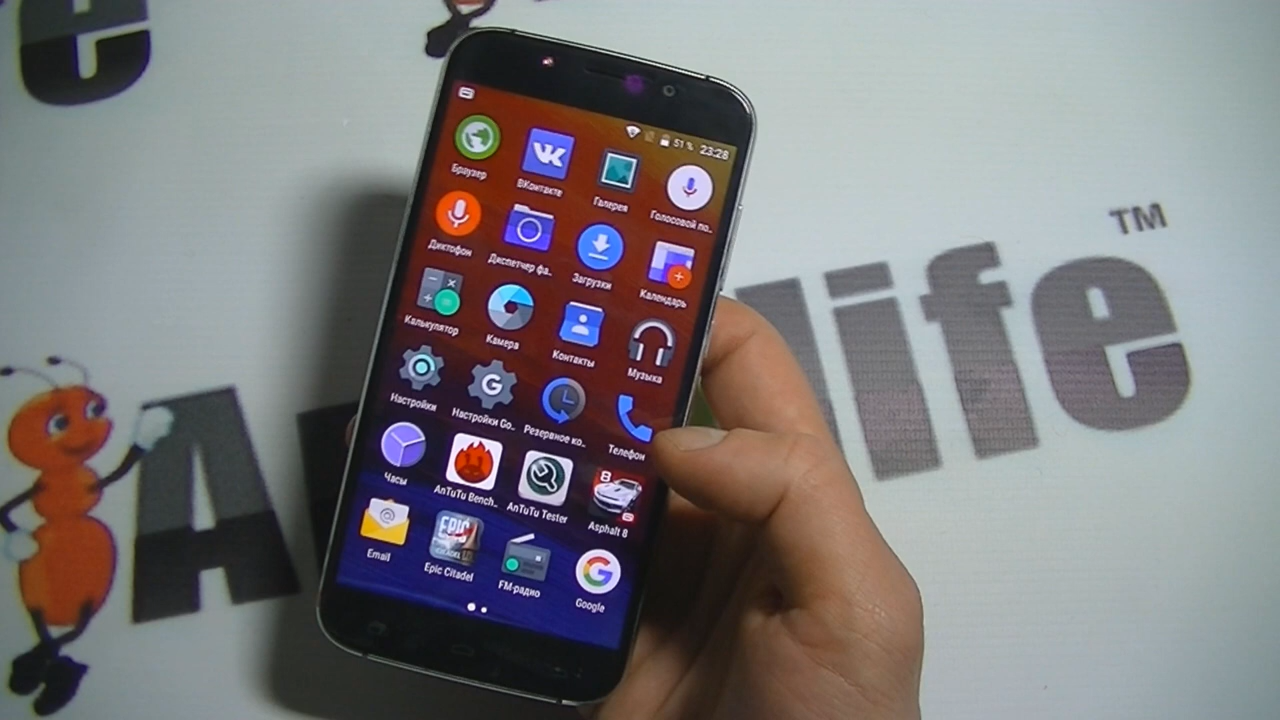 51 % 23:28
Браузер
ВКонтакте
Галерея
Голосовой по..
Диктофон
Диспетчер фа..
Загрузки
Календарь
Калькулятор
Камера
Контакты
Музыка
Настройки
Настройки Go..
Резервное ко..
Телефон
Часы
AnTuTu Bench..
AnTuTu Tester
Asphalt 8
Email
Epic Citadel
FM-радио
Google
life
TM